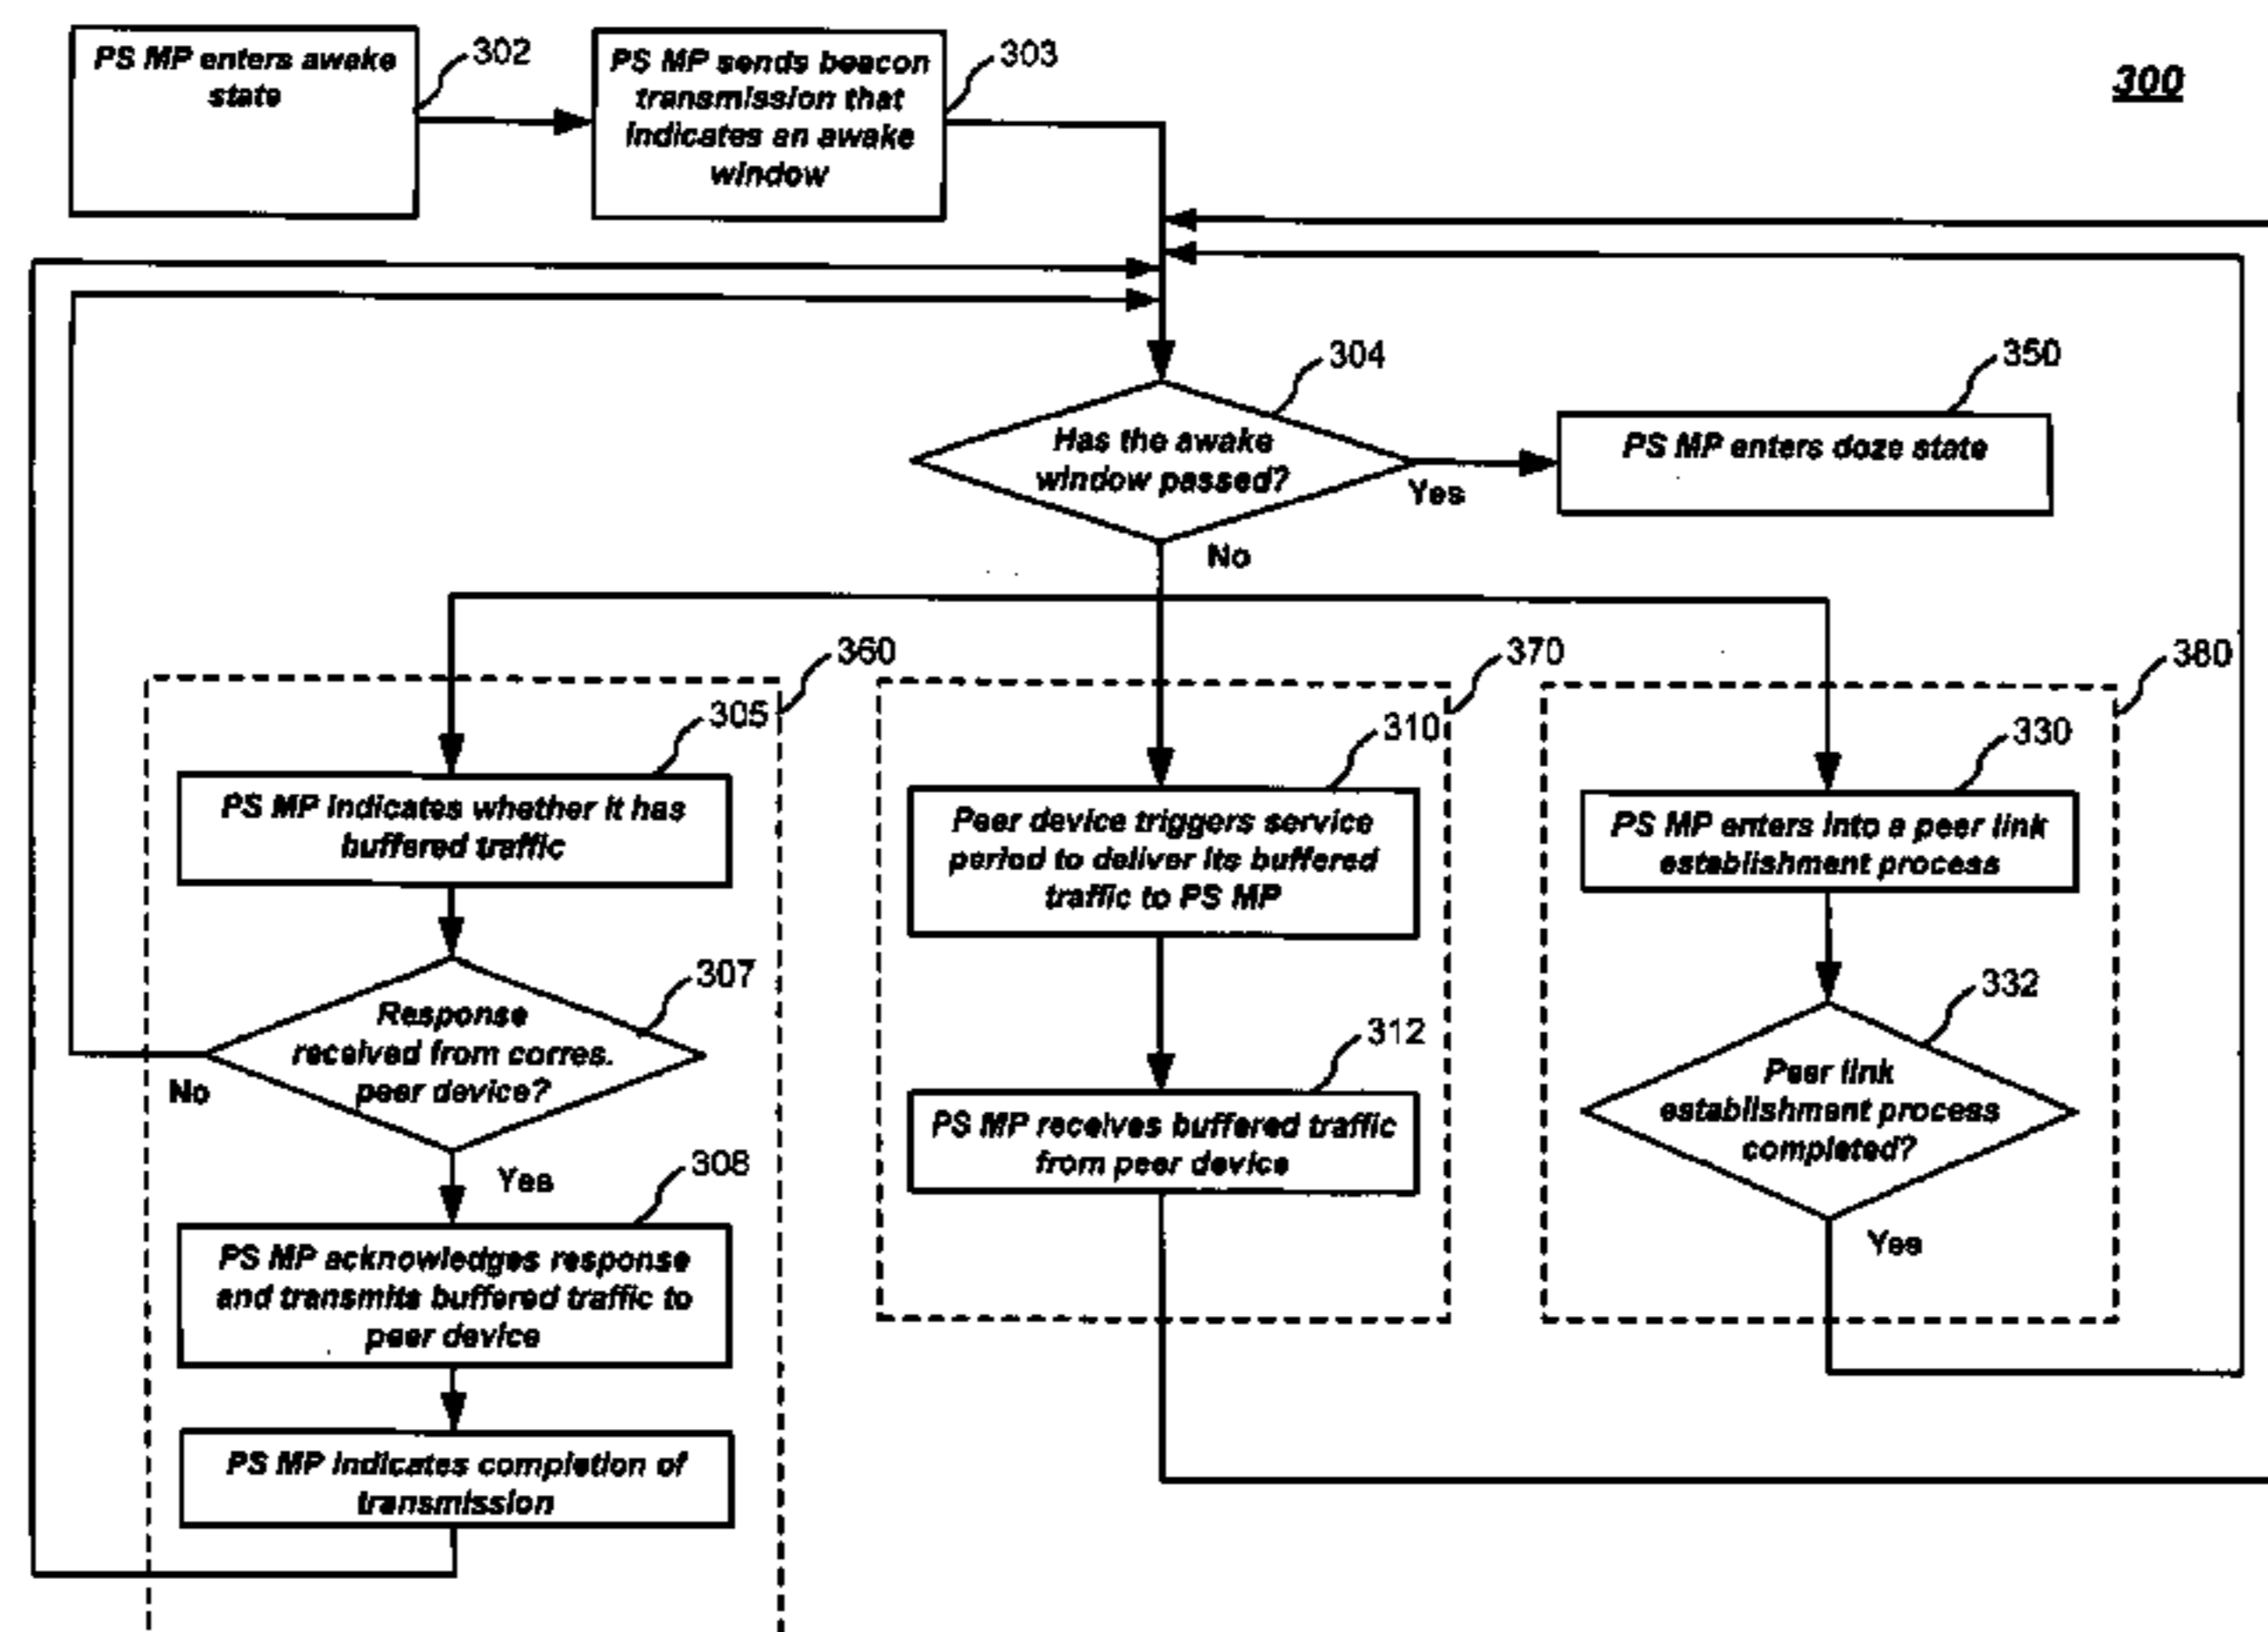 PS MP enters awake
state
302
PS MP sends beacon
transmission that
indicates an awake
window
303
300
304
Has the awake
window passed?
Yes
No
350
PS MP enters doze state
360
305
PS MP indicates whether it has
buffered traffic
307
Response
received from corres.
peer device?
No
Yes
308
PS MP acknowledges response
and transmits buffered traffic to
peer device
PS MP indicates completion of
transmission
370
310
Peer device triggers service
period to deliver its buffered
traffic to PS MP
312
PS MP receives buffered traffic
from peer device
380
330
PS MP enters into a peer link
establishment process
332
Peer link
establishment process
completed?
Yes